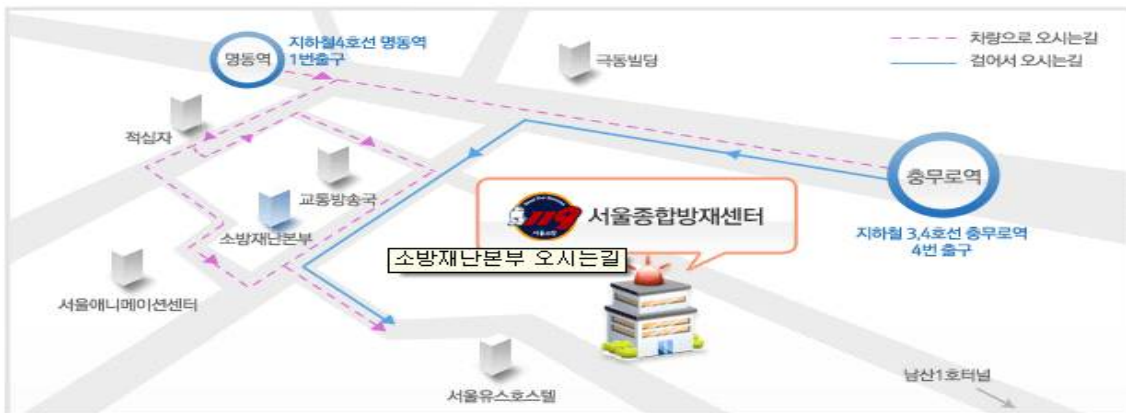 지하철4호선 명동역
1번출구
명동역
극동빌딩
차량으로 오시는길
걸어서 오시는길
적십자
교통방송국
소방재난본부
충무로역
지하철 3,4호선 충무로역
4번 출구
119
서울종합방재센터
소방재난본부 오시는길
서울애니메이션센터
서울유스호스텔
남산1호터널